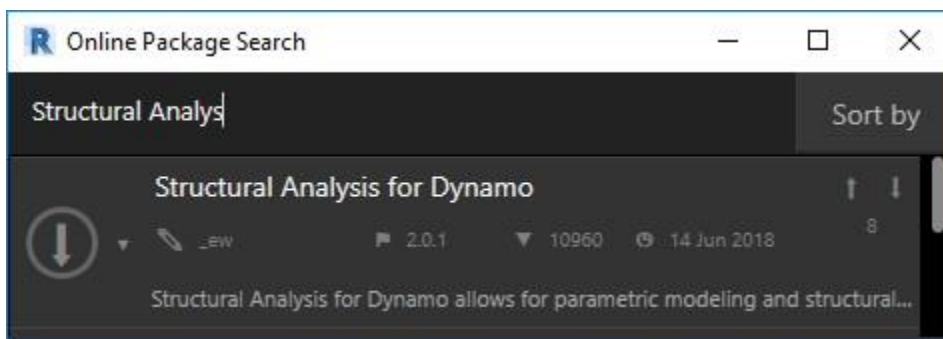 R Online Package Search
Structural Analys
Sort by
Structural Analysis for Dynamo
_ew 2.0.1 10960 14 Jun 2018 8
Structural Analysis for Dynamo allows for parametric modeling and structural...